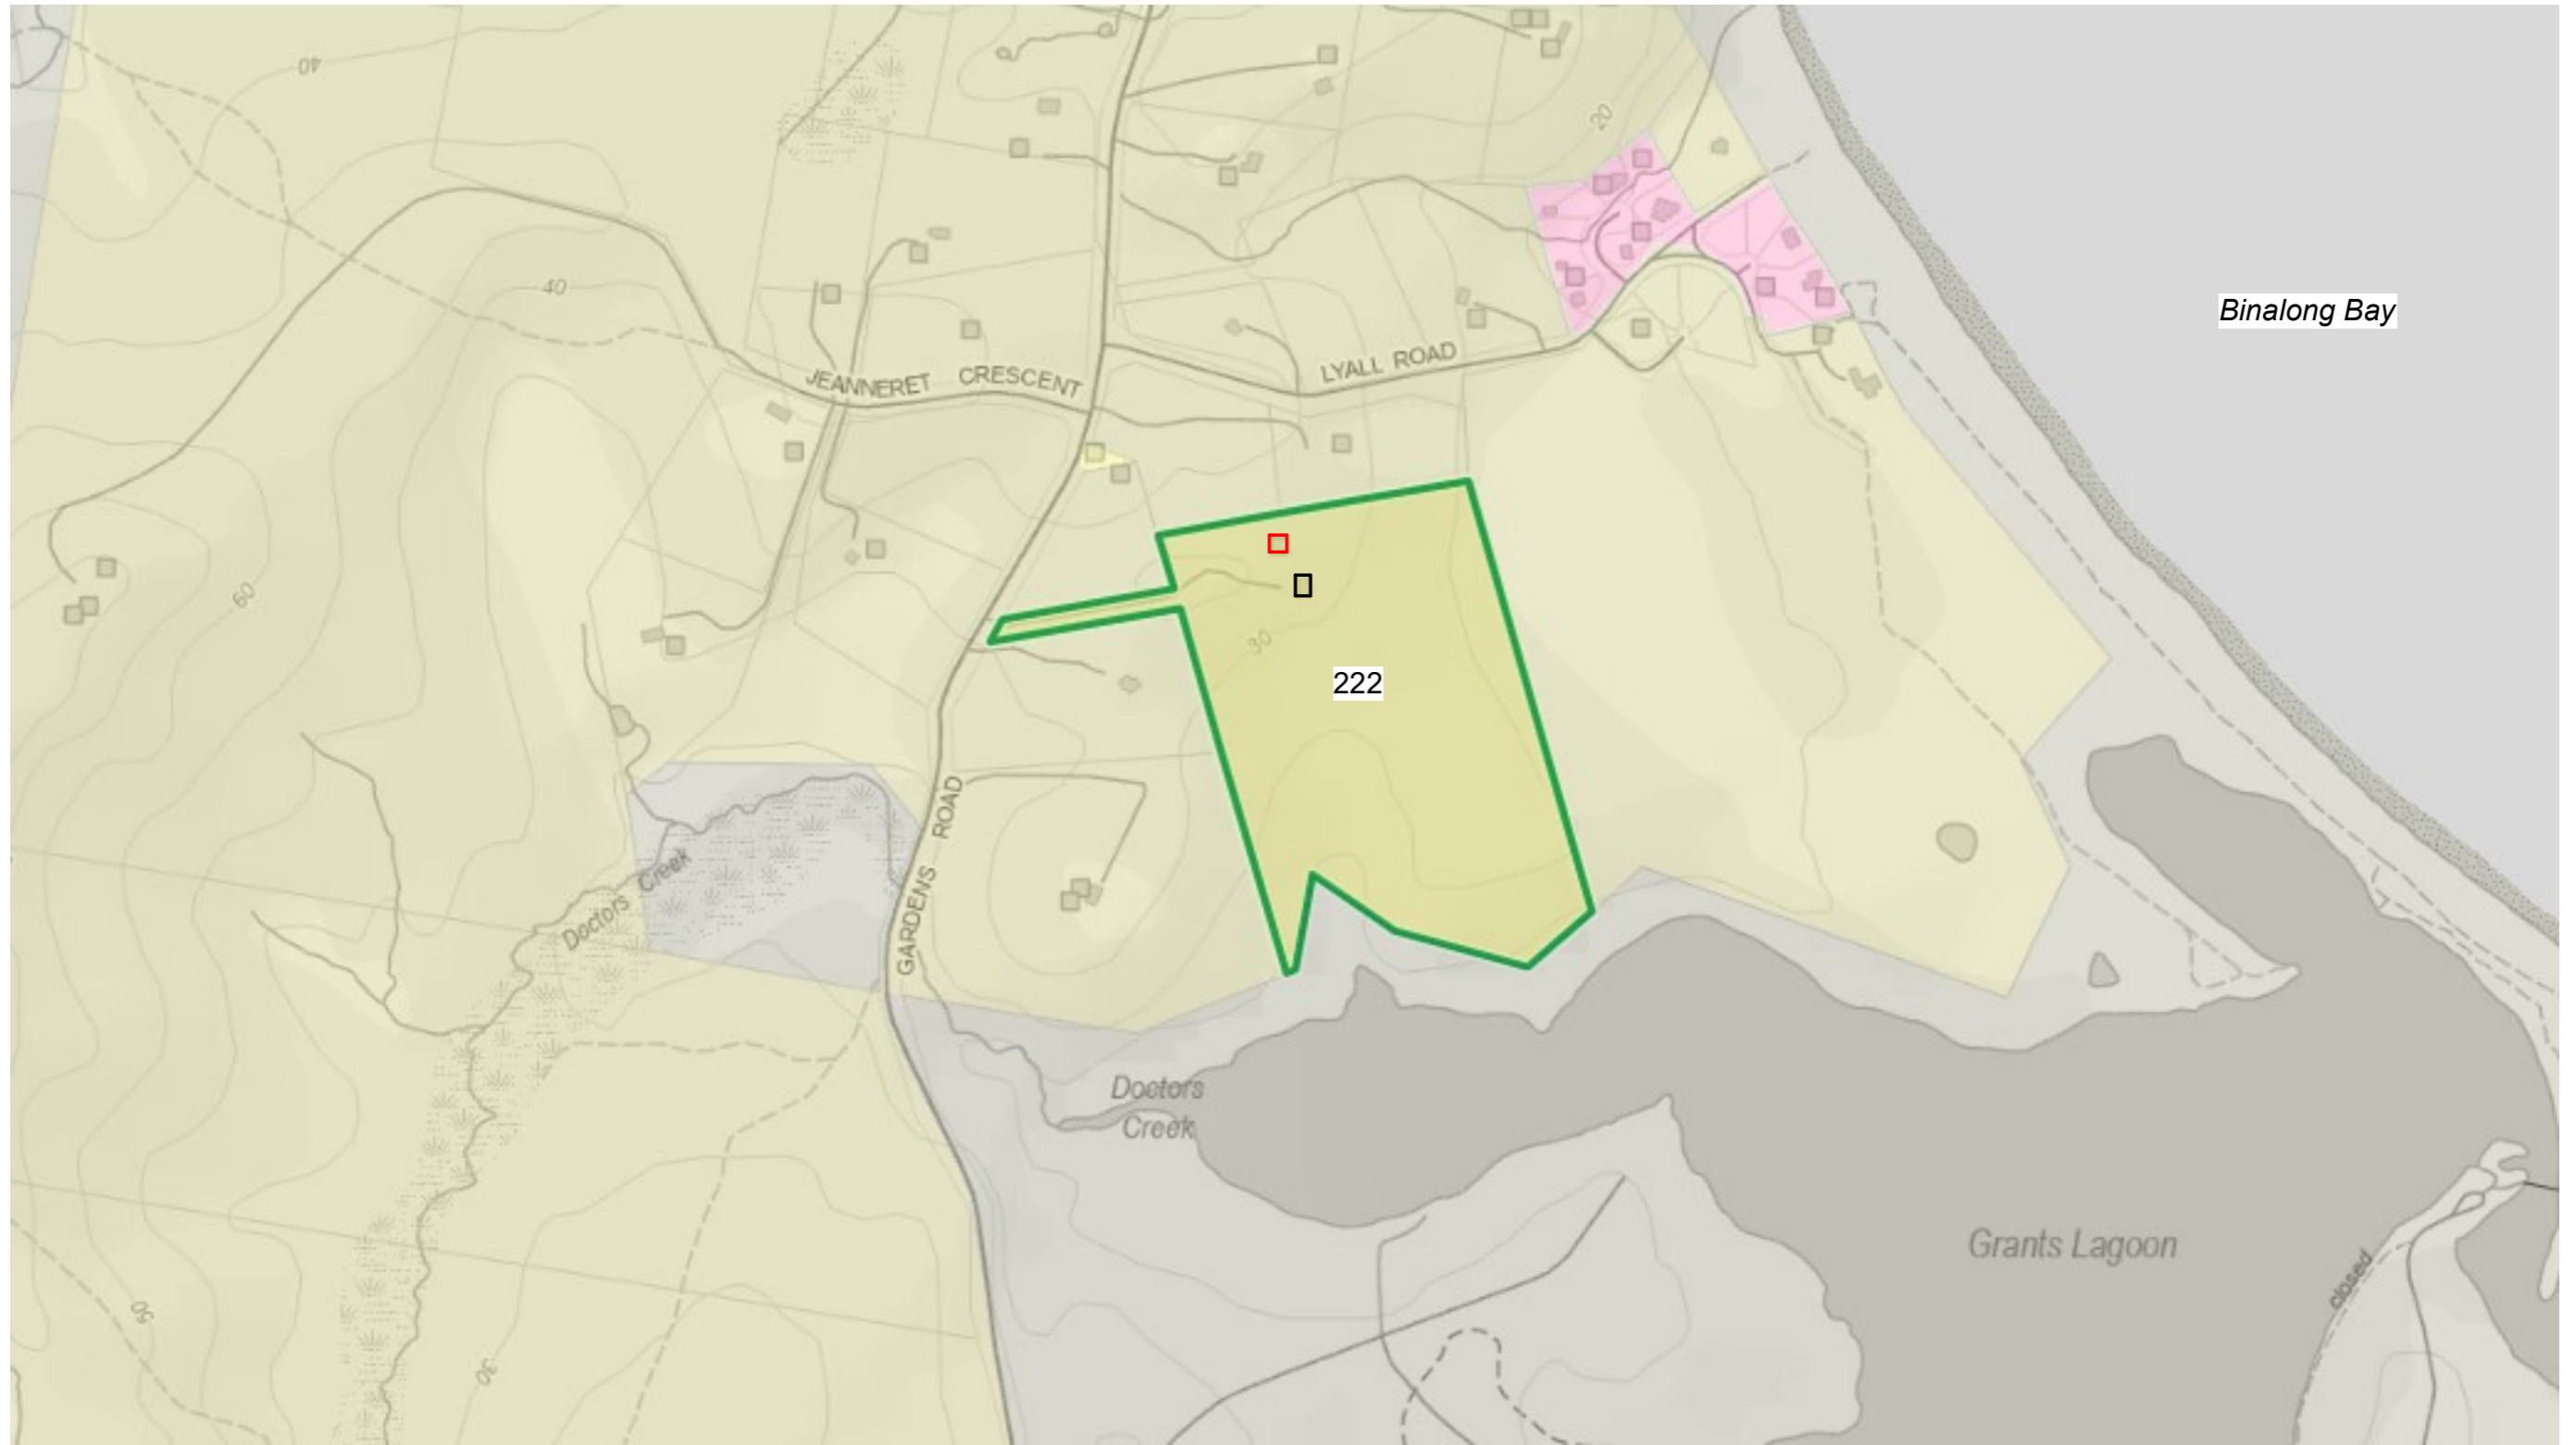 40
20
Binalong Bay
40
JEANNERET CRESCENT
LYALL ROAD
60
30
222
GARDENS ROAD
Doctors Creek
Doctors
Creek
Grants Lagoon
closed
50
30